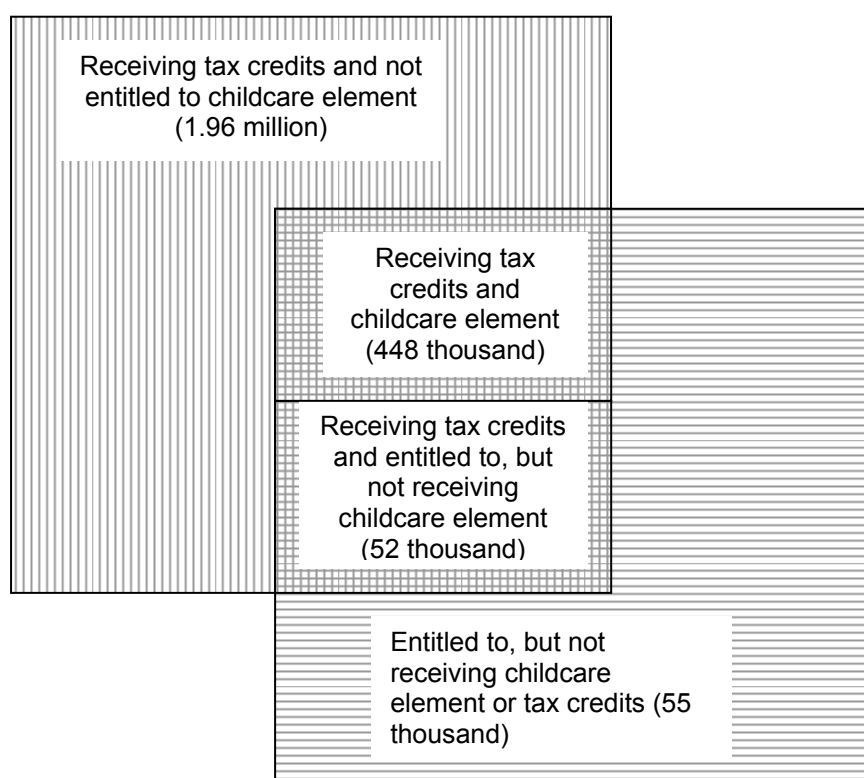 Receiving tax credits and not
entitled to childcare element
(1.96 million)
Receiving tax
credits and
childcare element
(448 thousand)
Receiving tax credits
and entitled to, but
not receiving
childcare element
(52 thousand)
Entitled to, but not
receiving childcare
element or tax credits (55
thousand)